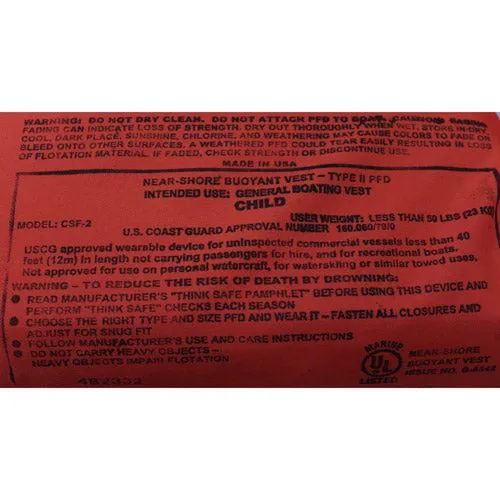 WARNING: DO NOT DRY CLEAN. DO NOT ATTACH PFD TO BOAT. CAUTION:
FADING CAN INDICATE LOSS OF STRENGTH. DRY OUT THOROUGHLY WHEN WET. STORE IN DRY
COOL, DARK PLACE. SUNSHINE, CHLORINE, AND WEATHERING MAY CAUSE COLORS TO FADE OR
BLEED ONTO OTHER SURFACES. A WEATHERED PFD COULD TEAR EASILY RESULTING IN LOSS
OF FLOTATION MATERIAL. IF FADED, CHECK STRENGTH OR DISCONTINUE USE.
MADE IN USA
NEAR-SHORE BUOYANT VEST – TYPE II PFD
INTENDED USE: GENERAL BOATING VEST
CHILD
USER WEIGHT: LESS THAN 50 LBS (23 KG)
MODEL: CSF-2 U.S. COAST GUARD APPROVAL NUMBER 160.060/79/0
USCG approved wearable device for uninspected commercial vessels less than 40
feet (12m) in length not carrying passengers for hire, and for recreational boats.
Not approved for use on personal watercraft, for waterskiing or similar towed uses.
WARNING – TO REDUCE THE RISK OF DEATH BY DROWNING:
● READ MANUFACTURER'S "THINK SAFE PAMPHLET" BEFORE USING THIS DEVICE AND
PERFORM "THINK SAFE" CHECKS EACH SEASON
● CHOOSE THE RIGHT TYPE AND SIZE PFD AND WEAR IT – FASTEN ALL CLOSURES AND
ADJUST FOR SNUG FIT
● FOLLOW MANUFACTURER'S USE AND CARE INSTRUCTIONS
● DO NOT CARRY HEAVY OBJECTS –
HEAVY OBJECTS IMPAIR FLOTATION
482332
MARINE
UL
LISTED
NEAR-SHORE
BUOYANT VEST
ISSUE NO.